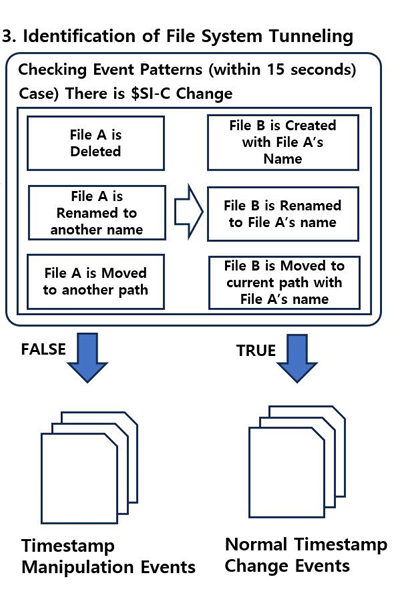 3. Identification of File System Tunneling
Checking Event Patterns (within 15 seconds)
Case) There is $SI-C Change
File A is
Deleted
File B is Created
with File A's
Name
File A is
Renamed to
another name
File B is Renamed
to File A's name
File A is Moved
to another path
File B is Moved to
current path with
File A's name
FALSE
TRUE
Timestamp
Manipulation Events
Normal Timestamp
Change Events